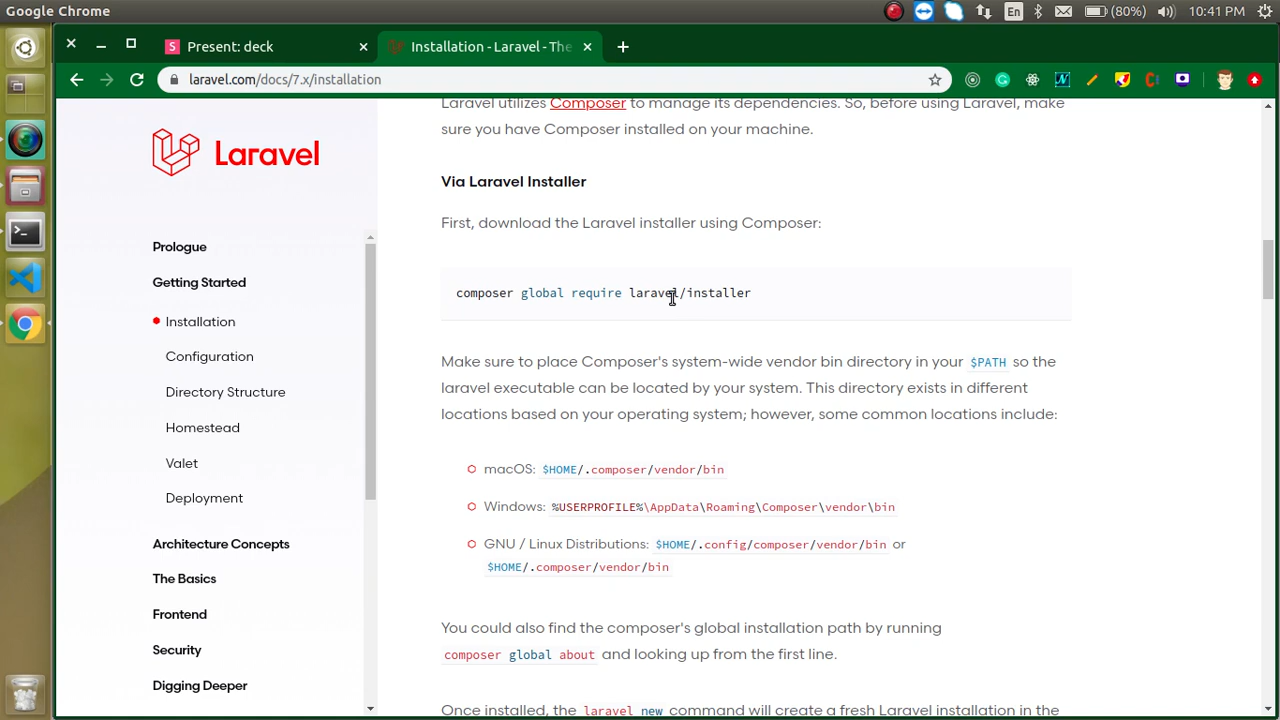 Google Chrome
En
(80%)
10:41 PM
Present: deck
Installation - Laravel - The
laravel.com/docs/7.x/installation
Laravel
Prologue
Getting Started
Installation
Configuration
Directory Structure
Homestead
Valet
Deployment
Architecture Concepts
The Basics
Frontend
Security
Digging Deeper
Laravel utilizes Composer to manage its dependencies. So, before using Laravel, make
sure you have Composer installed on your machine.
Via Laravel Installer
First, download the Laravel installer using Composer:
composer global require laravel/installer
Make sure to place Composer's system-wide vendor bin directory in your $PATH so the
laravel executable can be located by your system. This directory exists in different
locations based on your operating system; however, some common locations include:
macOS: $HOME/.composer/vendor/bin
Windows: %USERPROFILE%\AppData\Roaming\Composer\vendor\bin
GNU / Linux Distributions: $HOME/.config/composer/vendor/bin or
$HOME/.composer/vendor/bin
You could also find the composer's global installation path by running
composer global about and looking up from the first line.
Once installed, the laravel new command will create a fresh Laravel installation in the